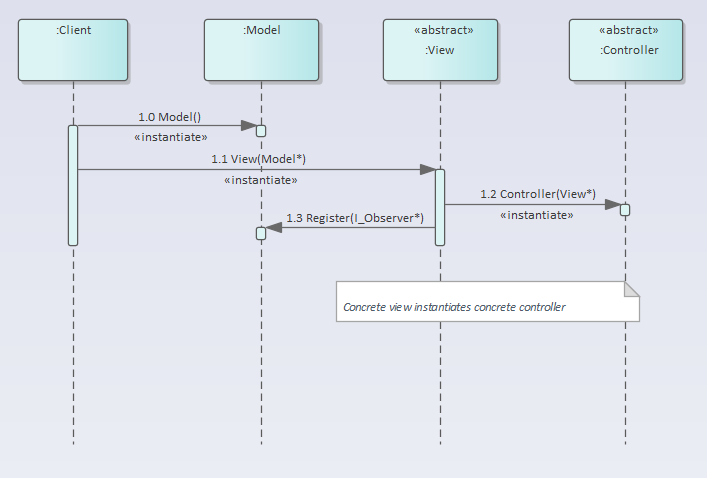 :Client
:Model
«abstract»
:View
«abstract»
:Controller
1.0 Model()
«instantiate»
1.1 View(Model*)
«instantiate»
1.2 Controller(View*)
«instantiate»
1.3 Register(I_Observer*)
Concrete view instantiates concrete controller